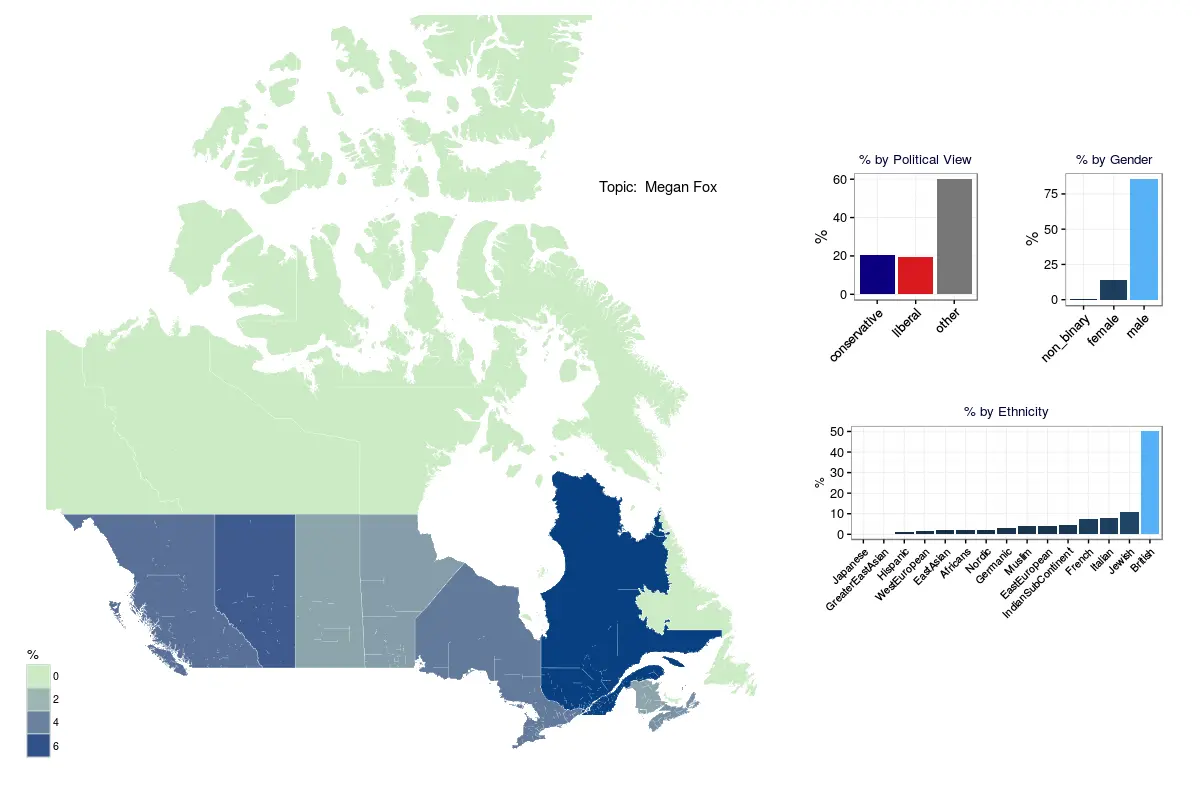 Topic:  Megan Fox
% by Political View
%
60
40
20
0
conservative
liberal
other
% by Gender
%
75
50
25
0
non_binary
female
male
% by Ethnicity
%
50
40
30
20
10
0
Japanese
GreaterEastAsian
Hispanic
WestEuropean
EastAsian
Africans
Nordic
Germanic
Muslim
EastEuropean
IndianSubContinent
French
Italian
Jewish
British
%
0
2
4
6